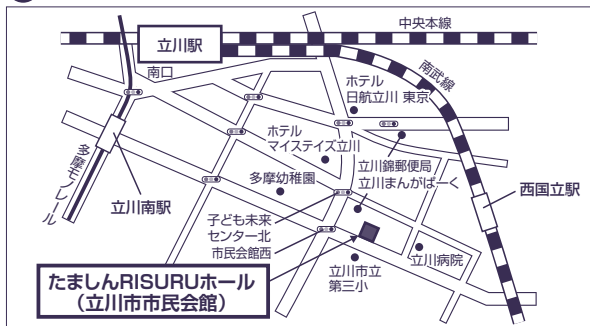 中央本線
立川駅
南口
南武線
ホテル
日航立川 東京
ホテル
マイステイズ立川
立川錦郵便局
立川まんがぱーく
多摩幼稚園
多摩モノレール
立川南駅
西国立駅
子ども未来
センター北
市民会館西
立川病院
立川市立
第三小
たましんRISURUホール
(立川市市民会館)